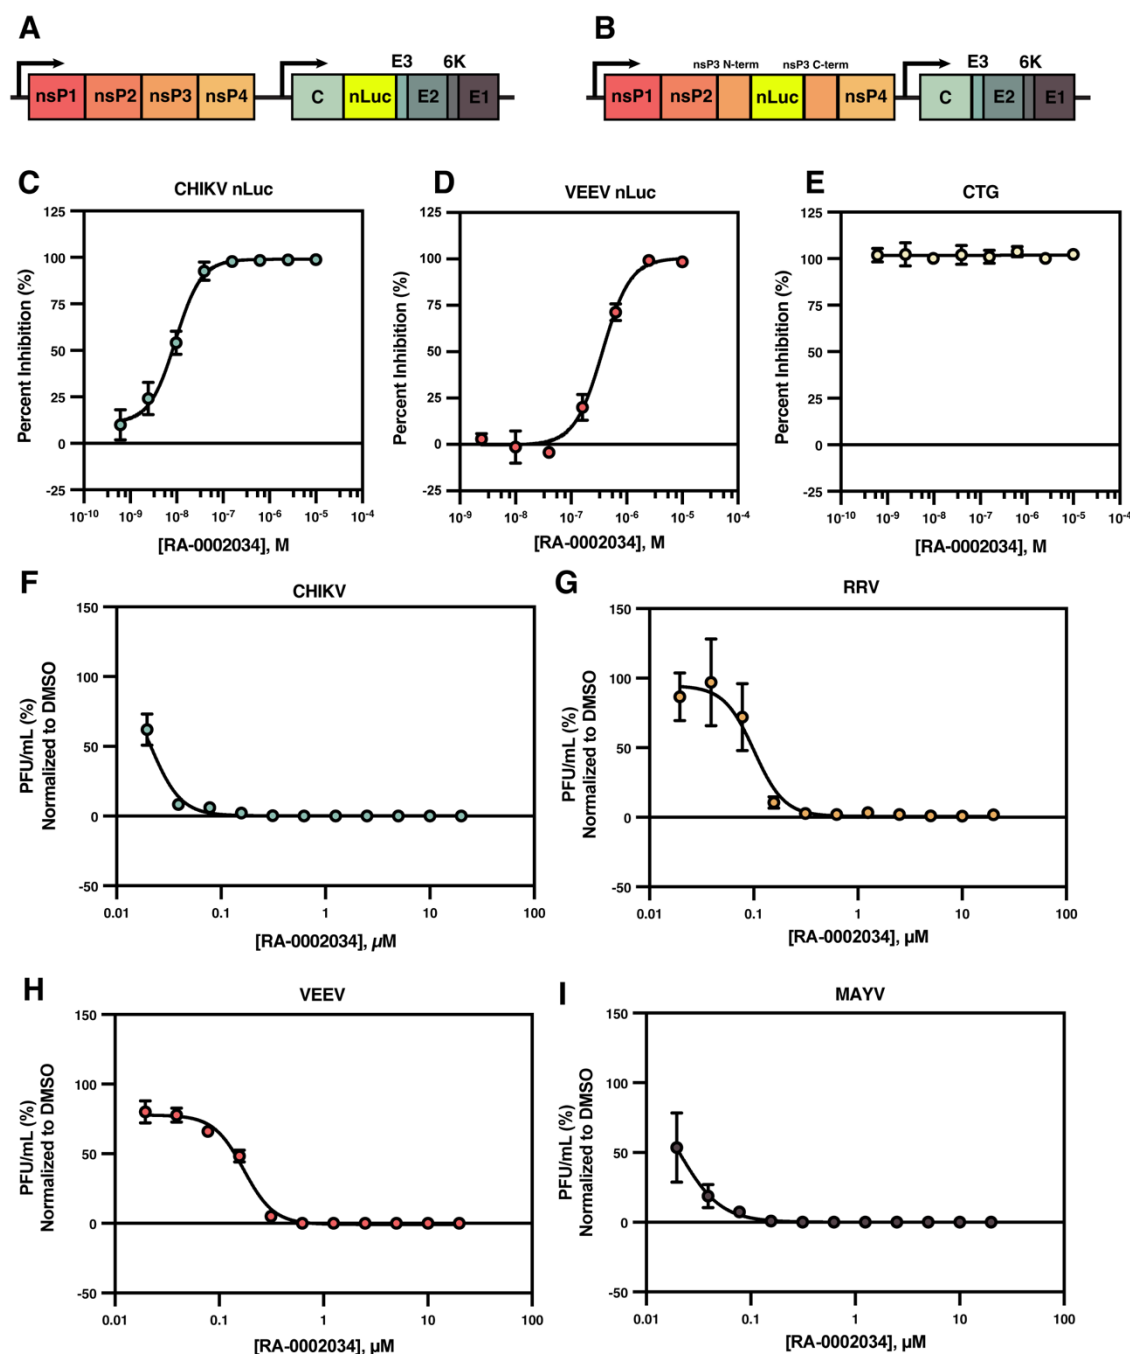 A
nsP1 nsP2 nsP3 nsP4 C nLuc E3 E2 6K E1
B
nsP3 N-term nsP3 C-term E3 6K
nsP1 nsP2 nLuc nsP4 C E2 E1
C
CHIKV nLuc
Percent Inhibition (%)
125
100
75
50
25
0
-25
10-10 10-9 10-8 10-7 10-6 10-5 10-4
[RA-0002034], M
D
VEEV nLuc
Percent Inhibition (%)
125
100
75
50
25
0
-25
10-9 10-8 10-7 10-6 10-5 10-4
[RA-0002034], M
E
CTG
Percent Inhibition (%)
125
100
75
50
25
0
-25
10-10 10-9 10-8 10-7 10-6 10-5 10-4
[RA-0002034], M
F
CHIKV
PFU/mL (%)
Normalized to DMSO
150
100
50
0
-50
0.01 0.1 1 10 100
[RA-0002034], µM
G
RRV
PFU/mL (%)
Normalized to DMSO
150
100
50
0
-50
0.01 0.1 1 10 100
[RA-0002034], µM
H
VEEV
PFU/mL (%)
Normalized to DMSO
150
100
50
0
-50
0.01 0.1 1 10 100
[RA-0002034], µM
I
MAYV
PFU/mL (%)
Normalized to DMSO
150
100
50
0
-50
0.01 0.1 1 10 100
[RA-0002034], µM